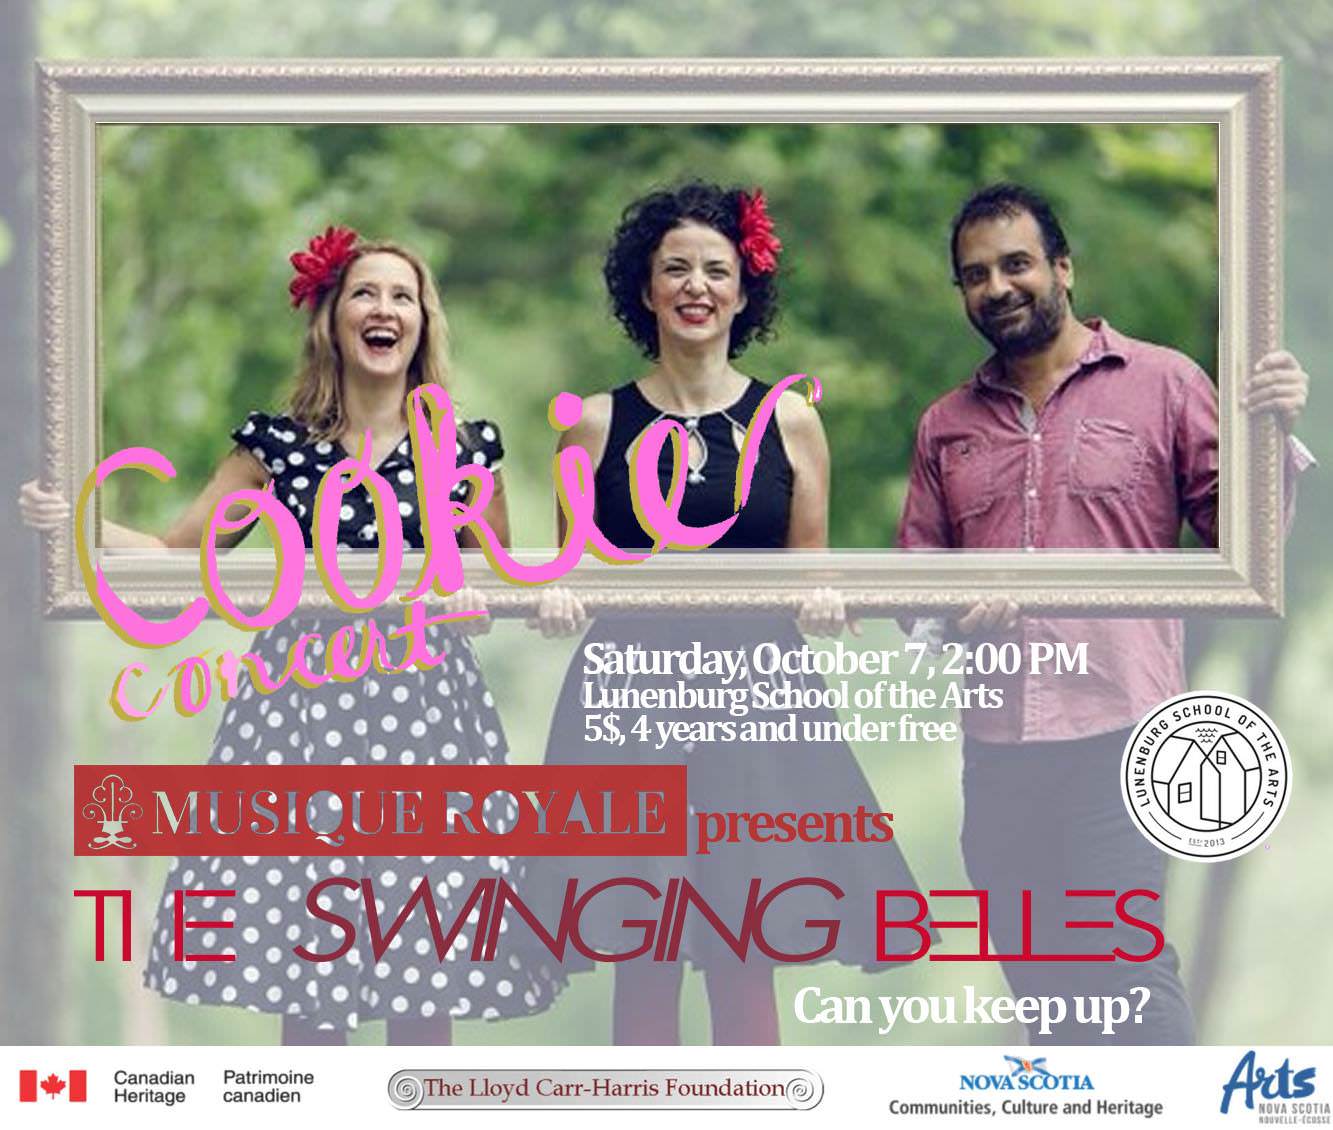 Cookie
concert
Saturday, October 7, 2:00 PM
Lunenburg School of the Arts
5$, 4 years and under free
LUNENBURG SCHOOL OF THE ARTS
ESTD 2013
MUSIQUE ROYALE presents
THE SWINGING BELLES
Can you keep up?
Canadian Heritage
Patrimoine canadien
The Lloyd Carr-Harris Foundation
NOVA SCOTIA
Communities, Culture and Heritage
Arts
NOVA SCOTIA
NOUVELLE-ÉCOSSE